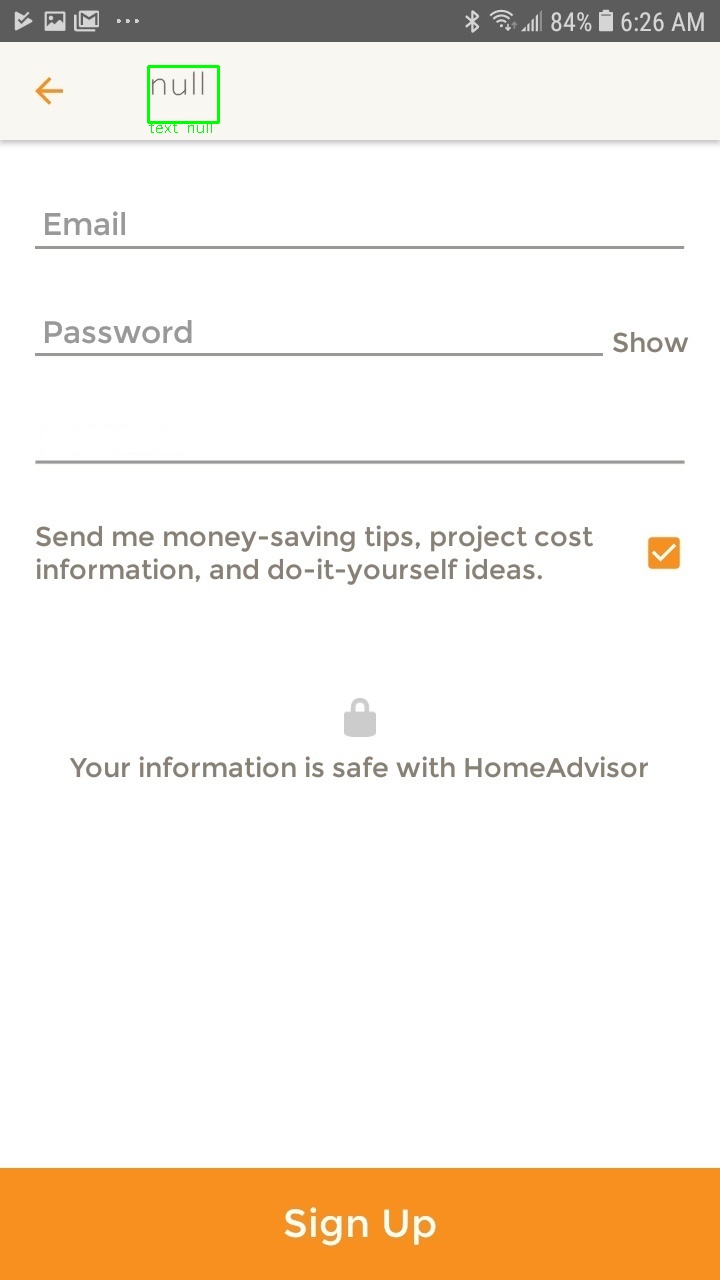 84% 6:26 AM
null
text null
Email
Password
Show
Send me money-saving tips, project cost
information, and do-it-yourself ideas.
Your information is safe with HomeAdvisor
Sign Up